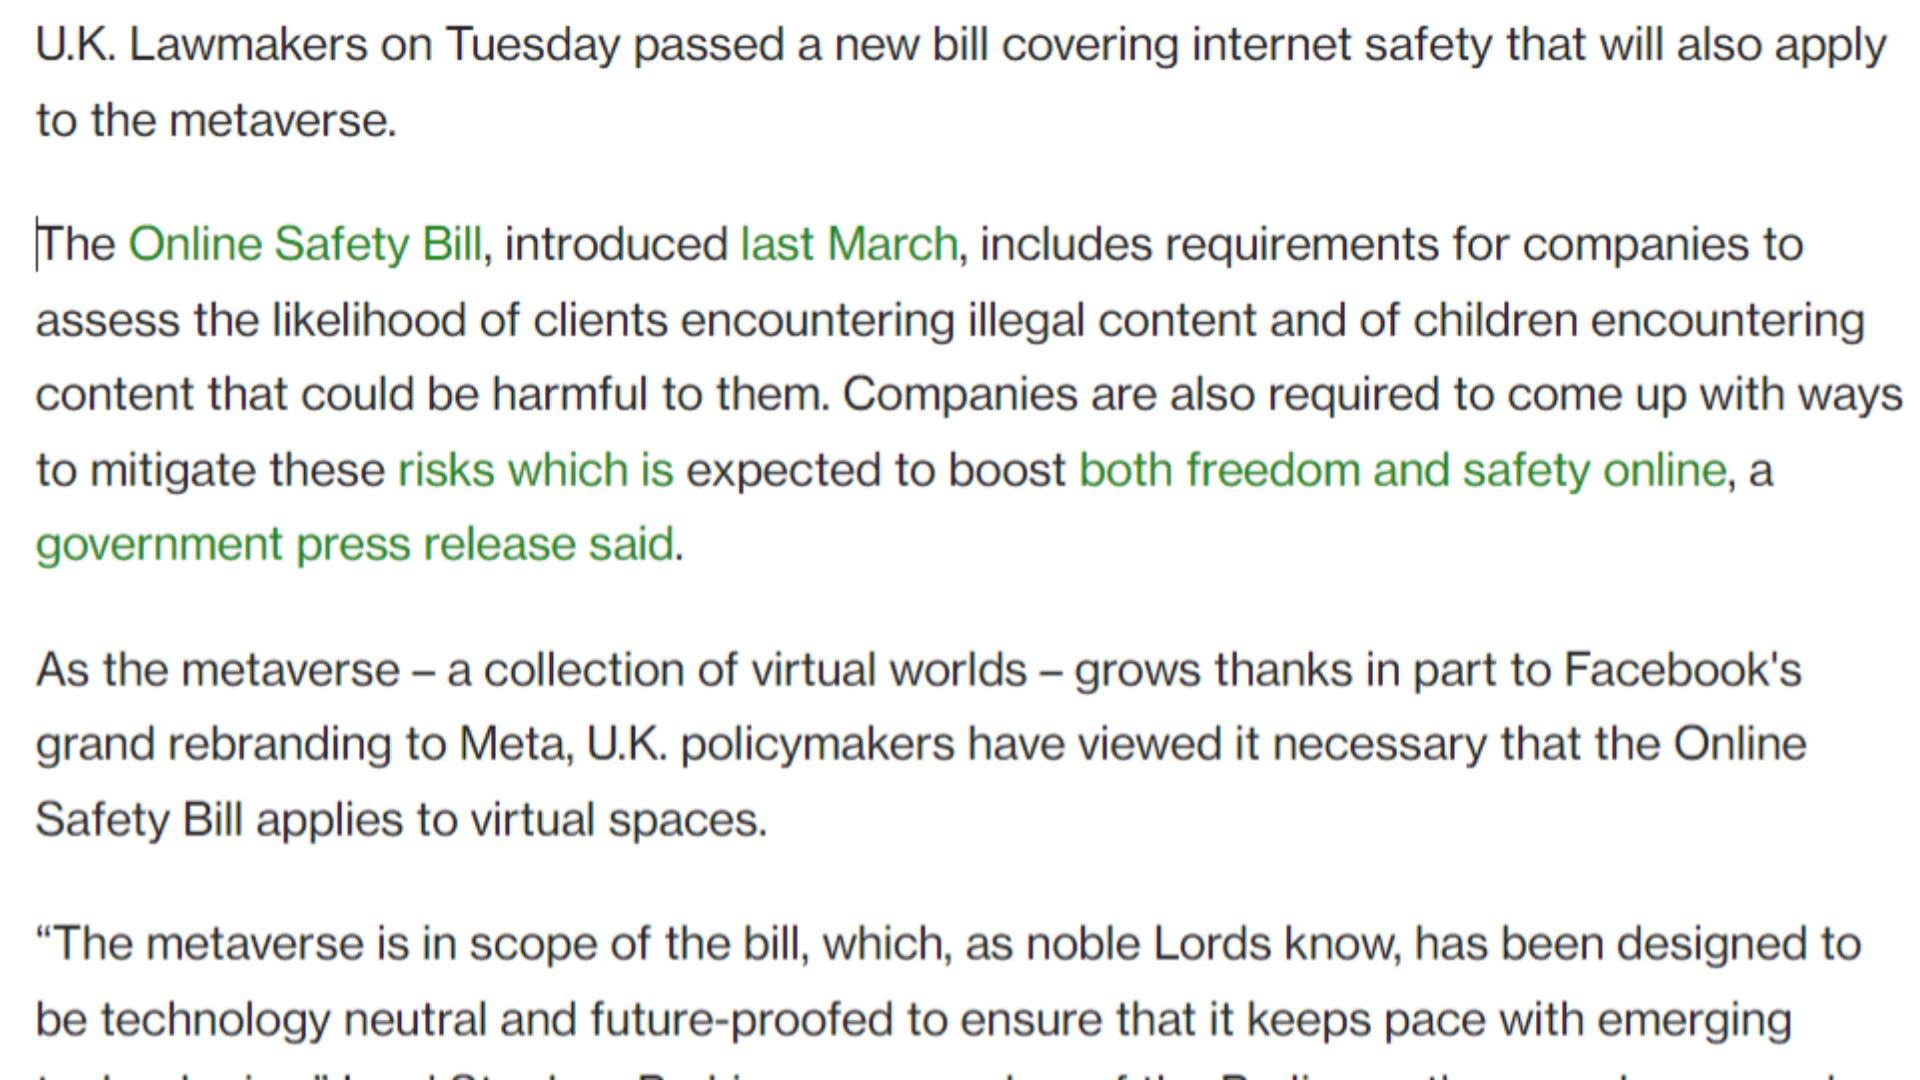 U.K. Lawmakers on Tuesday passed a new bill covering internet safety that will also apply
to the metaverse.
The Online Safety Bill, introduced last March, includes requirements for companies to
assess the likelihood of clients encountering illegal content and of children encountering
content that could be harmful to them. Companies are also required to come up with ways
to mitigate these risks which is expected to boost both freedom and safety online, a
government press release said.
As the metaverse – a collection of virtual worlds – grows thanks in part to Facebook's
grand rebranding to Meta, U.K. policymakers have viewed it necessary that the Online
Safety Bill applies to virtual spaces.
“The metaverse is in scope of the bill, which, as noble Lords know, has been designed to
be technology neutral and future-proofed to ensure that it keeps pace with emerging